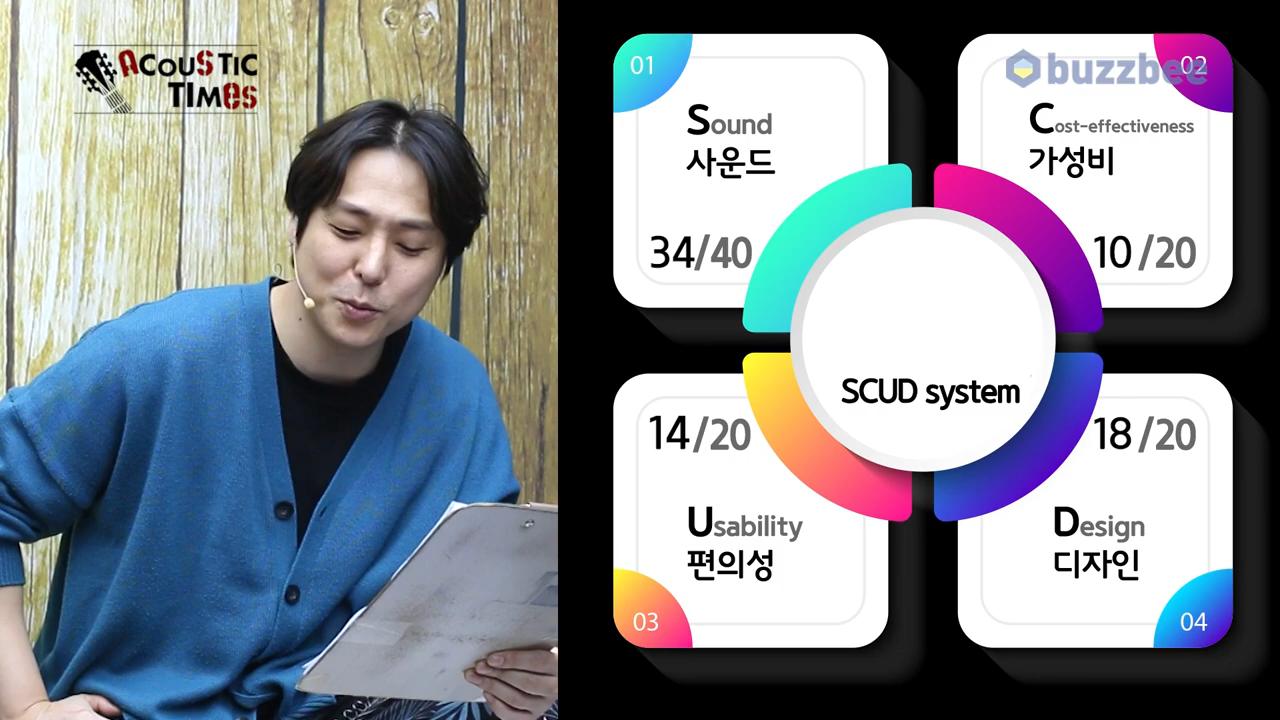 ACOUSTIC
TIMES
01
Sound
사운드
34/40
buzzbee
02
Cost-effectiveness
가성비
10/20
SCUD system
14/20
Usability
편의성
03
18/20
Design
디자인
04